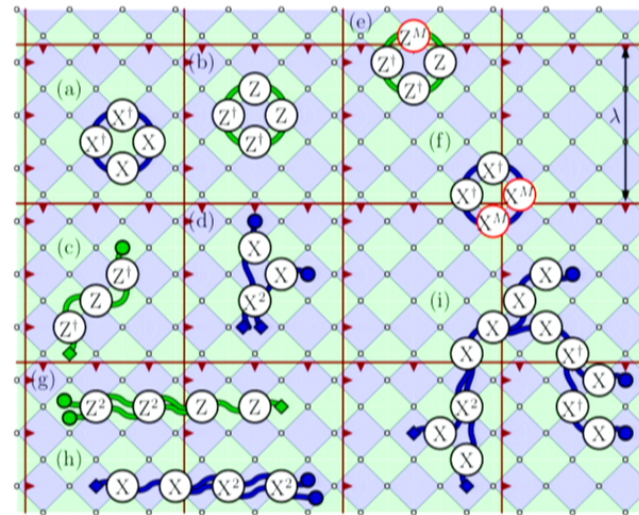 (e)
Z^M
Z† Z
Z†
(b)
Z
Z† Z
Z†
(a)
X†
X† X
X
λ
(f)
X†
X† X^M
X^M
(c)
Z†
Z
Z†
(d)
X
X
X²
(i)
X
X
X X
X X†
X
X² X†
X X
X
(g)
Z² Z² Z Z
(h)
X X X² X²